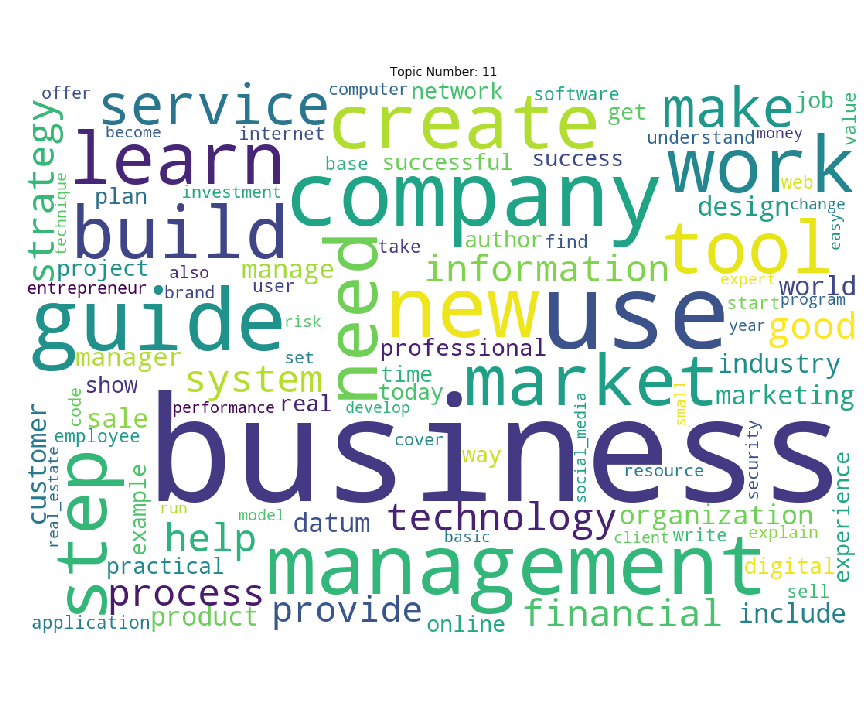 Topic Number: 11
offer
service
computer
network
software
get
make
job
value
strategy
technique
become
learn
internet
create
base
successful
success
understand
money
work
web
plan
investment
company
design
change
easy
build
need
take
author
find
tool
project
also
manage
information
expert
world
entrepreneur
brand
user
new
use
start
program
guide
risk
professional
year
good
manager
set
time
market
industry
show
system
today
marketing
code
sale
performance
real
develop
small
customer
employee
business
cover
way
social_media
resource
security
real_estate
step
example
run
model
datum
technology
organization
experience
help
basic
client
write
explain
practical
management
digital
process
sell
application
product
provide
online
financial
include